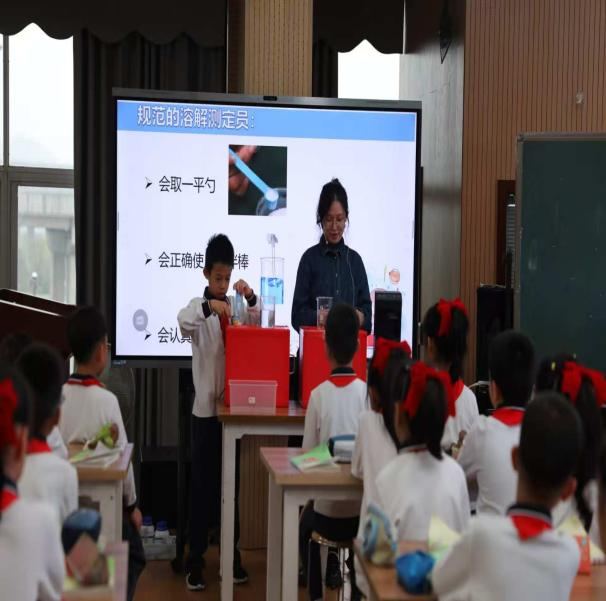 规范的溶解测定员：
➤ 会取一平勺
➤ 会正确使
拌棒
➤ 会认真